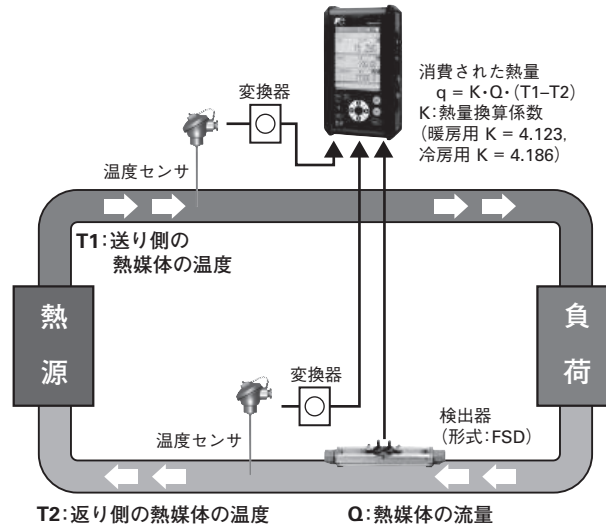 消費された熱量
q = K・Q・(T1–T2)
K:熱量換算係数
(暖房用 K = 4.123,
冷房用 K = 4.186)
変換器
温度センサ
T1:送り側の
熱媒体の温度
熱
源
負
荷
変換器
温度センサ
検出器
(形式:FSD)
T2:返り側の熱媒体の温度
Q:熱媒体の流量